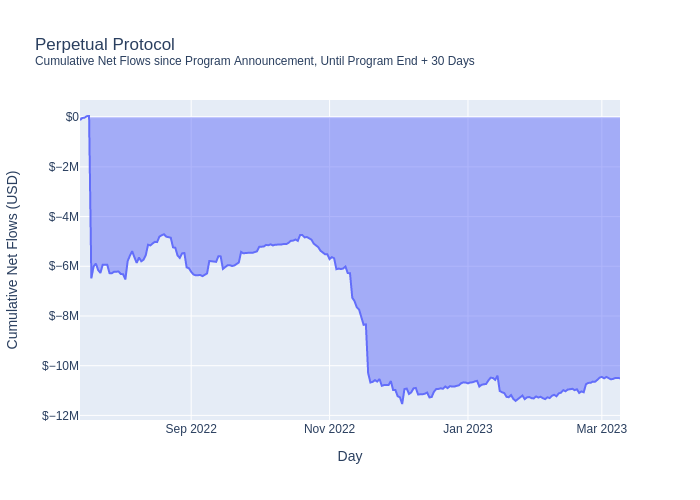 Perpetual Protocol
Cumulative Net Flows since Program Announcement, Until Program End + 30 Days
Cumulative Net Flows (USD)
$0
$−2M
$−4M
$−6M
$−8M
$−10M
$−12M
Sep 2022
Nov 2022
Jan 2023
Mar 2023
Day